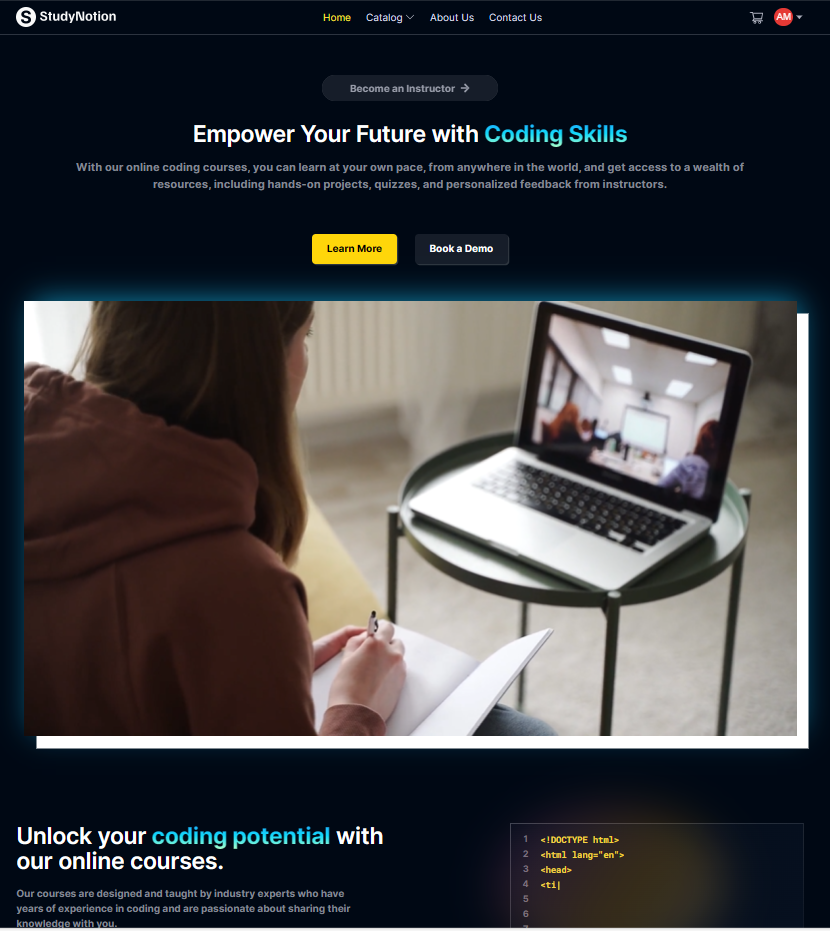 StudyNotion
Home Catalog About Us Contact Us
AM
Become an Instructor
Empower Your Future with Coding Skills
With our online coding courses, you can learn at your own pace, from anywhere in the world, and get access to a wealth of
resources, including hands-on projects, quizzes, and personalized feedback from instructors.
Learn More
Book a Demo
Unlock your coding potential with
our online courses.
Our courses are designed and taught by industry experts who have
years of experience in coding and are passionate about sharing their
knowledge with you.
1 <!DOCTYPE html>
2 <html lang="en">
3 <head>
4 <ti|
5
6